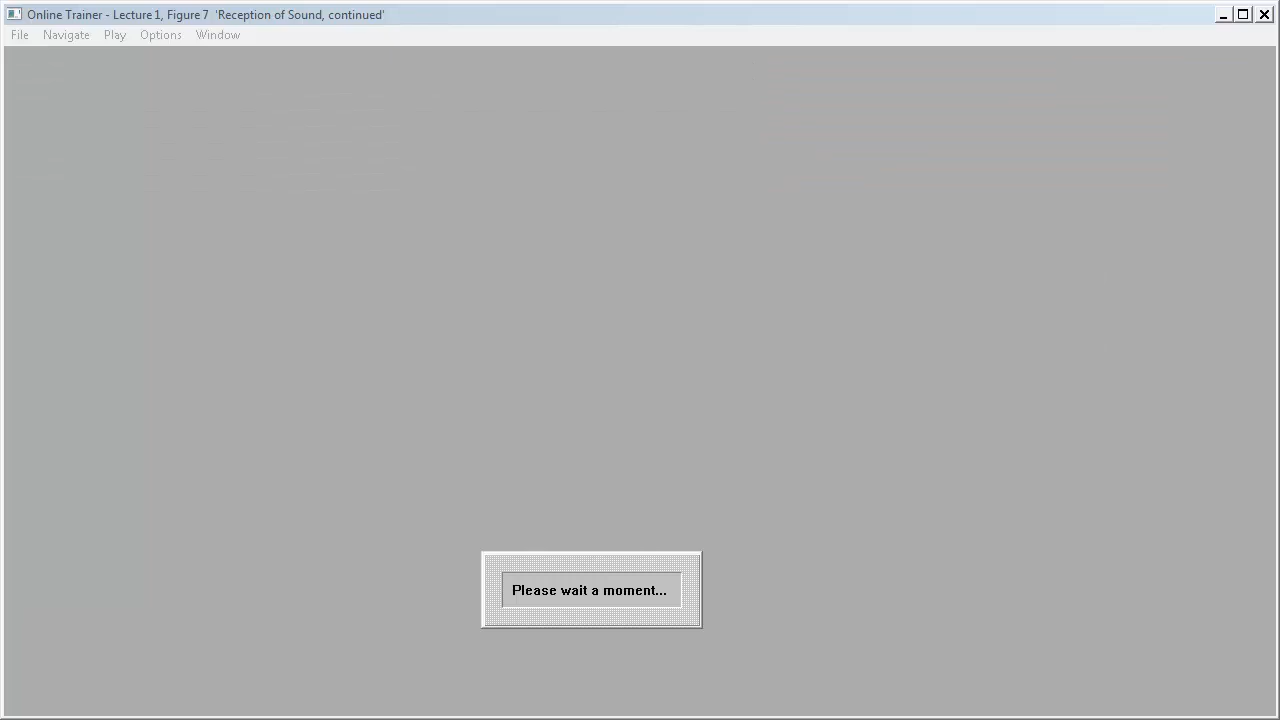 Online Trainer - Lecture 1, Figure 7 'Reception of Sound, continued'
File Navigate Play Options Window
Please wait a moment...